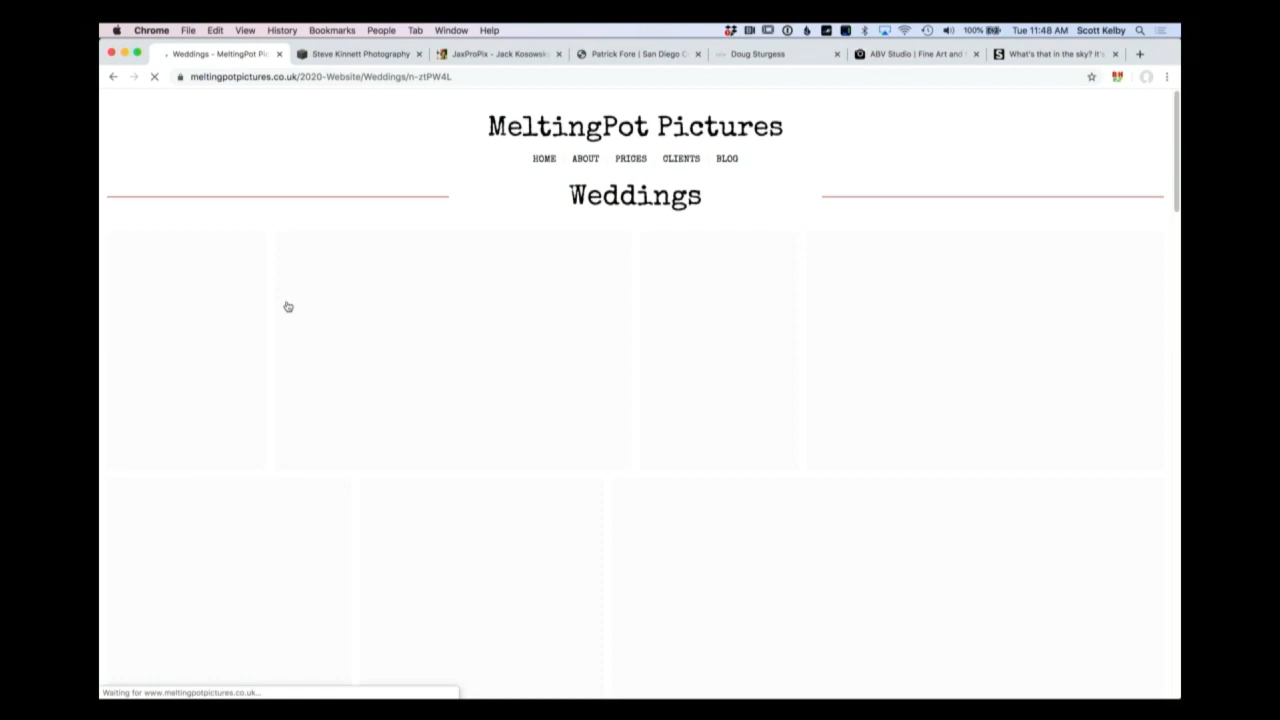 Chrome File Edit View History Bookmarks People Tab Window Help 100% Tue 11:48 AM Scott Kelby
Weddings - MeltingPot Pic Steve Kinnett Photography JaxProPix - Jack Kosowsk Patrick Fore | San Diego C Doug Sturgess ABV Studio | Fine Art and What's that in the sky? It's
meltingpotpictures.co.uk/2020-Website/Weddings/n-ztPW4L
MeltingPot Pictures
HOME ABOUT PRICES CLIENTS BLOG
Weddings
Waiting for www.meltingpotpictures.co.uk...